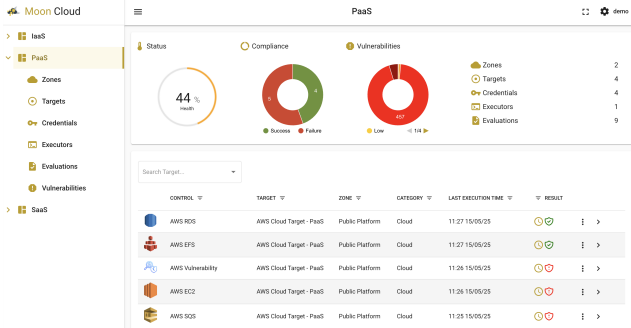 Moon Cloud
PaaS
demo
IaaS
PaaS
Zones
Targets
Credentials
Executors
Evaluations
Vulnerabilities
SaaS
Status
44 %
Health
Compliance
5
4
Success Failure
Vulnerabilities
457
Low 1/4
Zones 2
Targets 4
Credentials 4
Executors 1
Evaluations 9
Search Target...
CONTROL TARGET ZONE CATEGORY LAST EXECUTION TIME RESULT
AWS RDS AWS Cloud Target - PaaS Public Platform Cloud 11:27 15/05/25
AWS EFS AWS Cloud Target - PaaS Public Platform Cloud 11:27 15/05/25
AWS Vulnerability AWS Cloud Target - PaaS Public Platform Cloud 11:26 15/05/25
AWS EC2 AWS Cloud Target - PaaS Public Platform Cloud 11:26 15/05/25
AWS SQS AWS Cloud Target - PaaS Public Platform Cloud 11:25 15/05/25